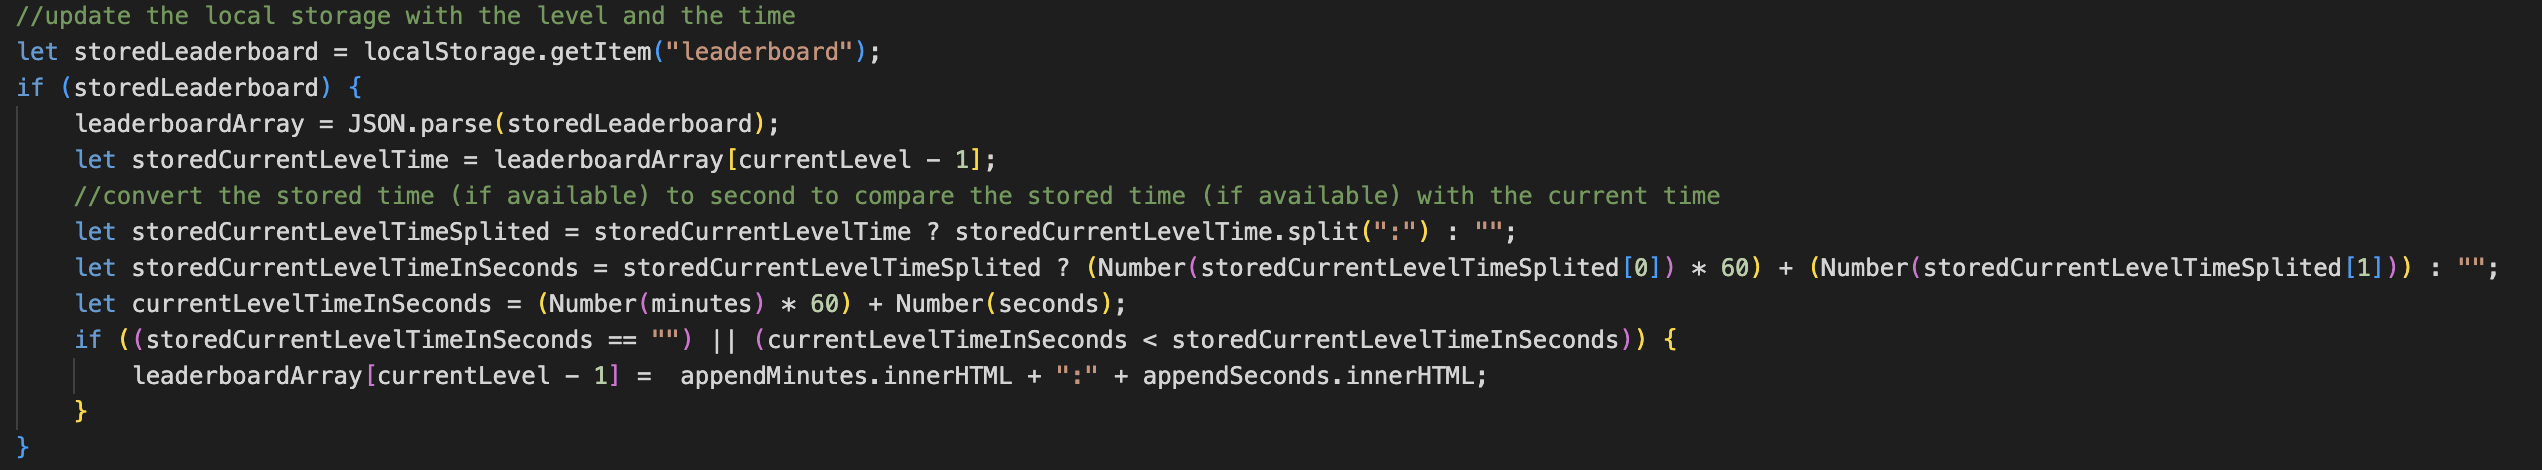 //update the local storage with the level and the time
let storedLeaderboard = localStorage.getItem("leaderboard");
if (storedLeaderboard) {
    leaderboardArray = JSON.parse(storedLeaderboard);
    let storedCurrentLevelTime = leaderboardArray[currentLevel - 1];
    //convert the stored time (if available) to second to compare the stored time (if available) with the current time
    let storedCurrentLevelTimeSplited = storedCurrentLevelTime ? storedCurrentLevelTime.split(":") : "";
    let storedCurrentLevelTimeInSeconds = storedCurrentLevelTimeSplited ? (Number(storedCurrentLevelTimeSplited[0]) * 60) + (Number(storedCurrentLevelTimeSplited[1])) : "";
    let currentLevelTimeInSeconds = (Number(minutes) * 60) + Number(seconds);
    if ((storedCurrentLevelTimeInSeconds == "") || (currentLevelTimeInSeconds < storedCurrentLevelTimeInSeconds)) {
        leaderboardArray[currentLevel - 1] =  appendMinutes.innerHTML + ":" + appendSeconds.innerHTML;
    }
}